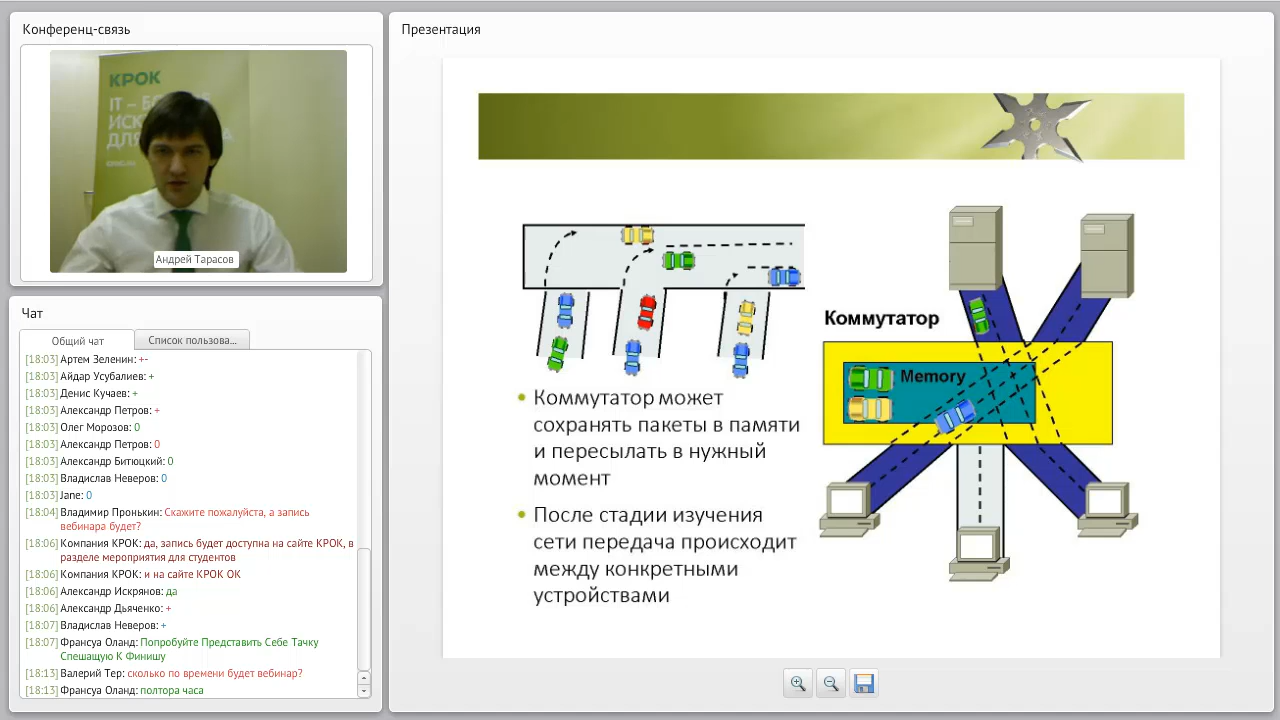 Конференц-связь
КРОК
Андрей Тарасов
Чат
Общий чат
Список пользова...
[18:03] Артем Зеленин: +-
[18:03] Айдар Усубалиев: +
[18:03] Денис Кучаев: +
[18:03] Александр Петров: +
[18:03] Олег Морозов: 0
[18:03] Александр Петров: 0
[18:03] Александр Битюцкий: 0
[18:03] Владислав Неверов: 0
[18:03] Jane: 0
[18:04] Владимир Пронькин: Скажите пожалуйста, а запись
вебинара будет?
[18:06] Компания КРОК: да, запись будет доступна на сайте КРОК, в
разделе мероприятия для студентов
[18:06] Компания КРОК: и на сайте КРОК ОК
[18:06] Александр Искрянов: да
[18:06] Александр Дьяченко: +
[18:07] Владислав Неверов: +
[18:07] Франсуа Оланд: Попробуйте Представить Себе Тачку
Спешащую К Финишу
[18:13] Валерий Тер: сколько по времени будет вебинар?
[18:13] Франсуа Оланд: полтора часа
Презентация
Коммутатор
Memory
• Коммутатор может
сохранять пакеты в памяти
и пересылать в нужный
момент
• После стадии изучения
сети передача происходит
между конкретными
устройствами